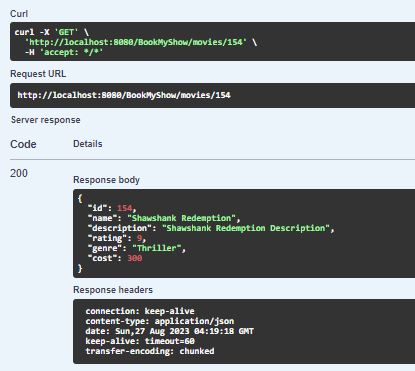 Curl
curl -X 'GET' \
'http://localhost:8080/BookMyShow/movies/154' \
-H 'accept: */*'
Request URL
http://localhost:8080/BookMyShow/movies/154
Server response
Code Details
200
Response body
{
"id": 154,
"name": "Shawshank Redemption",
"description": "Shawshank Redemption Description",
"rating": 9,
"genre": "Thriller",
"cost": 300
}
Response headers
connection: keep-alive
content-type: application/json
date: Sun,27 Aug 2023 04:19:18 GMT
keep-alive: timeout=60
transfer-encoding: chunked